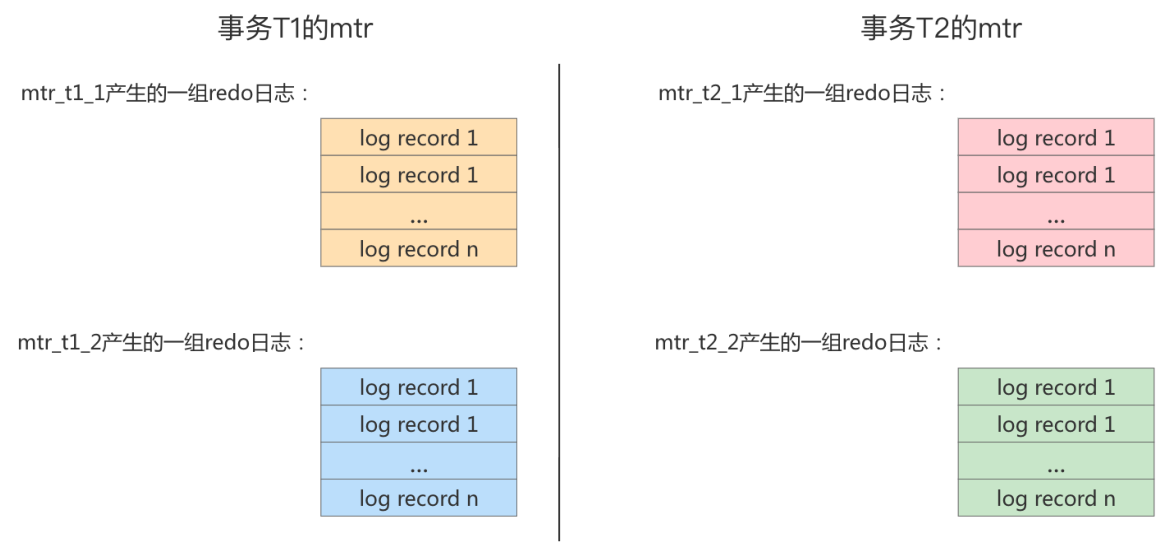 事务T1的mtr
mtr_t1_1产生的一组redo日志：
log record 1
log record 1
...
log record n
mtr_t1_2产生的一组redo日志：
log record 1
log record 1
...
log record n
事务T2的mtr
mtr_t2_1产生的一组redo日志：
log record 1
log record 1
...
log record n
mtr_t2_2产生的一组redo日志：
log record 1
log record 1
...
log record n